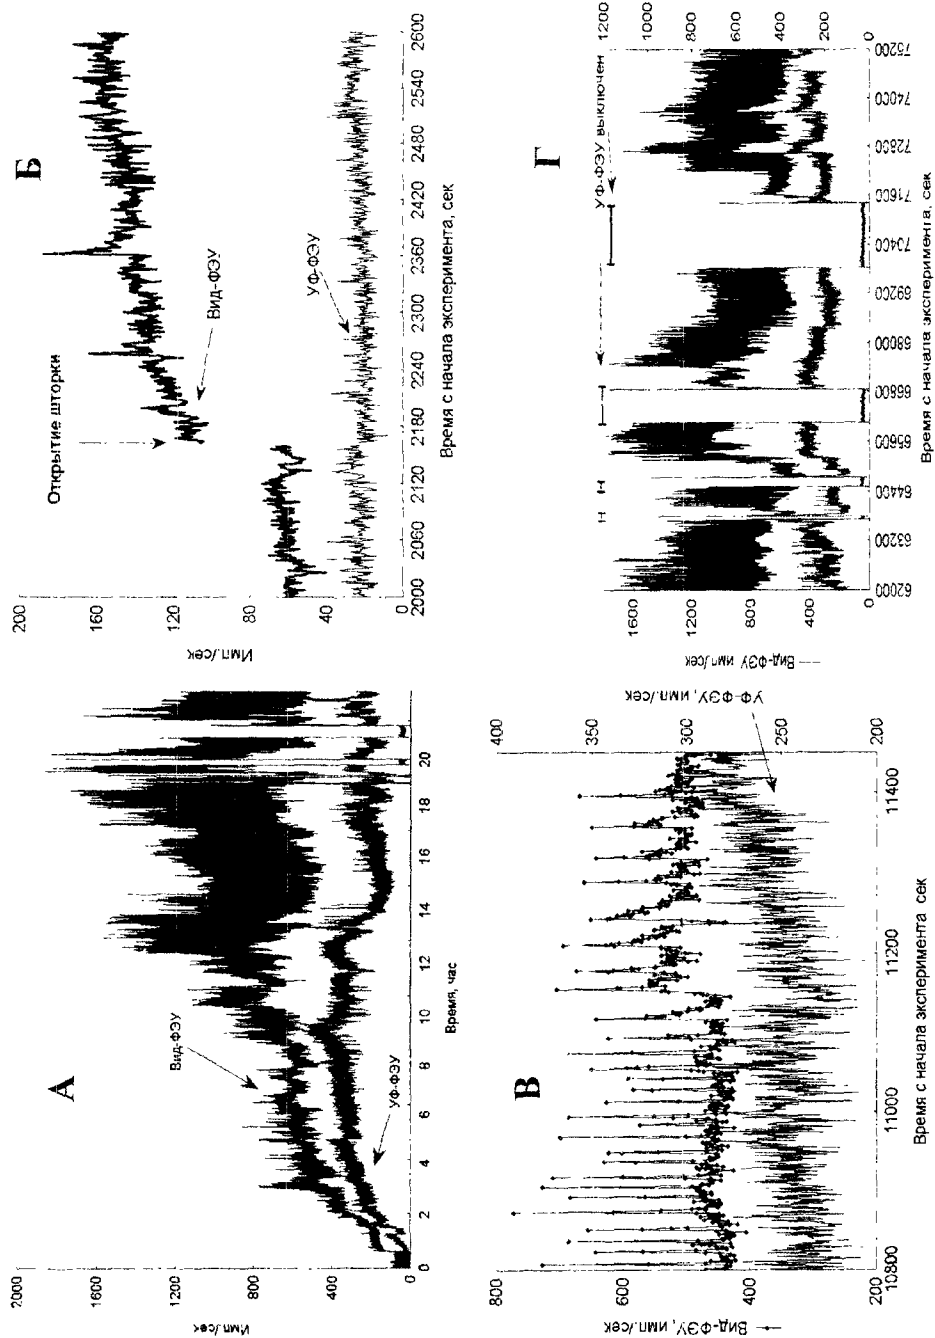 А
2000
1600
1200
800
400
0
Имп./сек
Вид-ФЭУ
УФ-ФЭУ
0 2 4 6 8 10 12 14 16 18 20
Время, час
Б
200
160
120
80
40
0
Имп./сек
Открытие шторки
Вид-ФЭУ
УФ-ФЭУ
2000 2060 2120 2180 2240 2300 2360 2420 2480 2540 2600
Время с начала эксперимента, сек
В
800
600
400
200
Вид-ФЭУ, имп./сек
350
300
250
200
УФ-ФЭУ, имп./сек
10800 11000 11200 11400
Время с начала эксперимента сек
Г
1600
1200
800
400
0
Вид-ФЭУ имп/сек
УФ-ФЭУ выключен
1200
1000
800
600
400
200
0
62000 63200 64400 65600 66800 68000 69200 70400 71600 72800 74000 75200
Время с начала эксперимента, сек